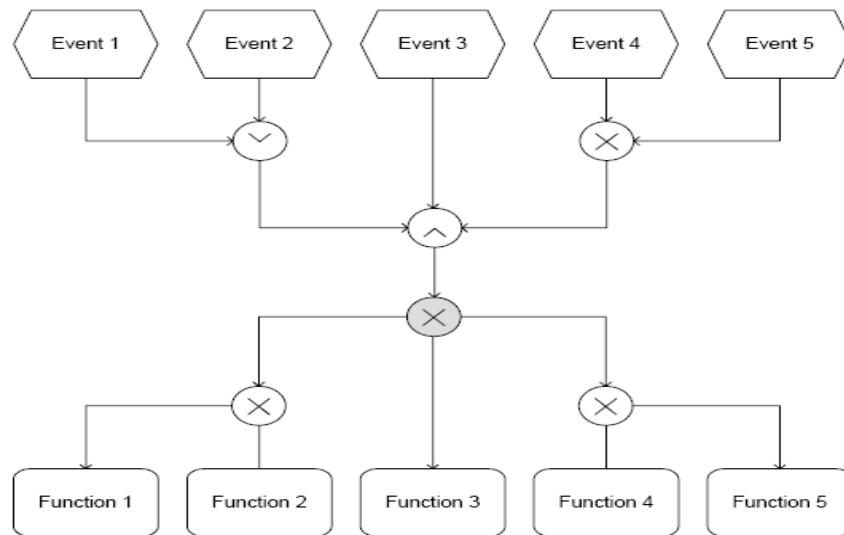 Event 1
Event 2
Event 3
Event 4
Event 5
Function 1
Function 2
Function 3
Function 4
Function 5